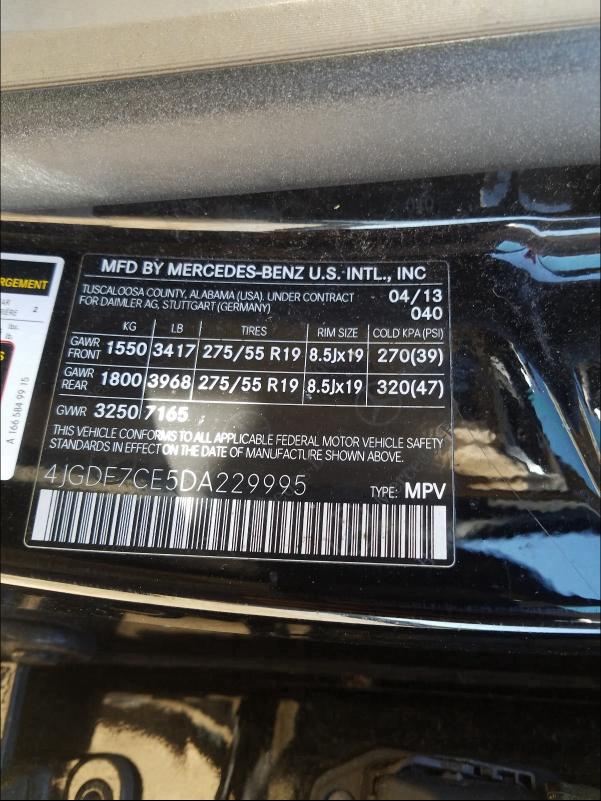 MFD BY MERCEDES-BENZ U.S. INTL., INC
TUSCALOOSA COUNTY, ALABAMA (USA). UNDER CONTRACT
FOR DAIMLER AG, STUTTGART (GERMANY)
04/13
040
KG LB TIRES RIM SIZE COLD KPA(PSI)
GAWR FRONT 1550 3417 275/55 R19 8.5Jx19 270(39)
GAWR REAR 1800 3968 275/55 R19 8.5Jx19 320(47)
GVWR 3250 7165
THIS VEHICLE CONFORMS TO ALL APPLICABLE FEDERAL MOTOR VEHICLE SAFETY
STANDARDS IN EFFECT ON THE DATE OF MANUFACTURE SHOWN ABOVE.
4JGDF7CE5DA229995
TYPE: MPV
RGEMENT
2
lbs.
A 166 584 99 15